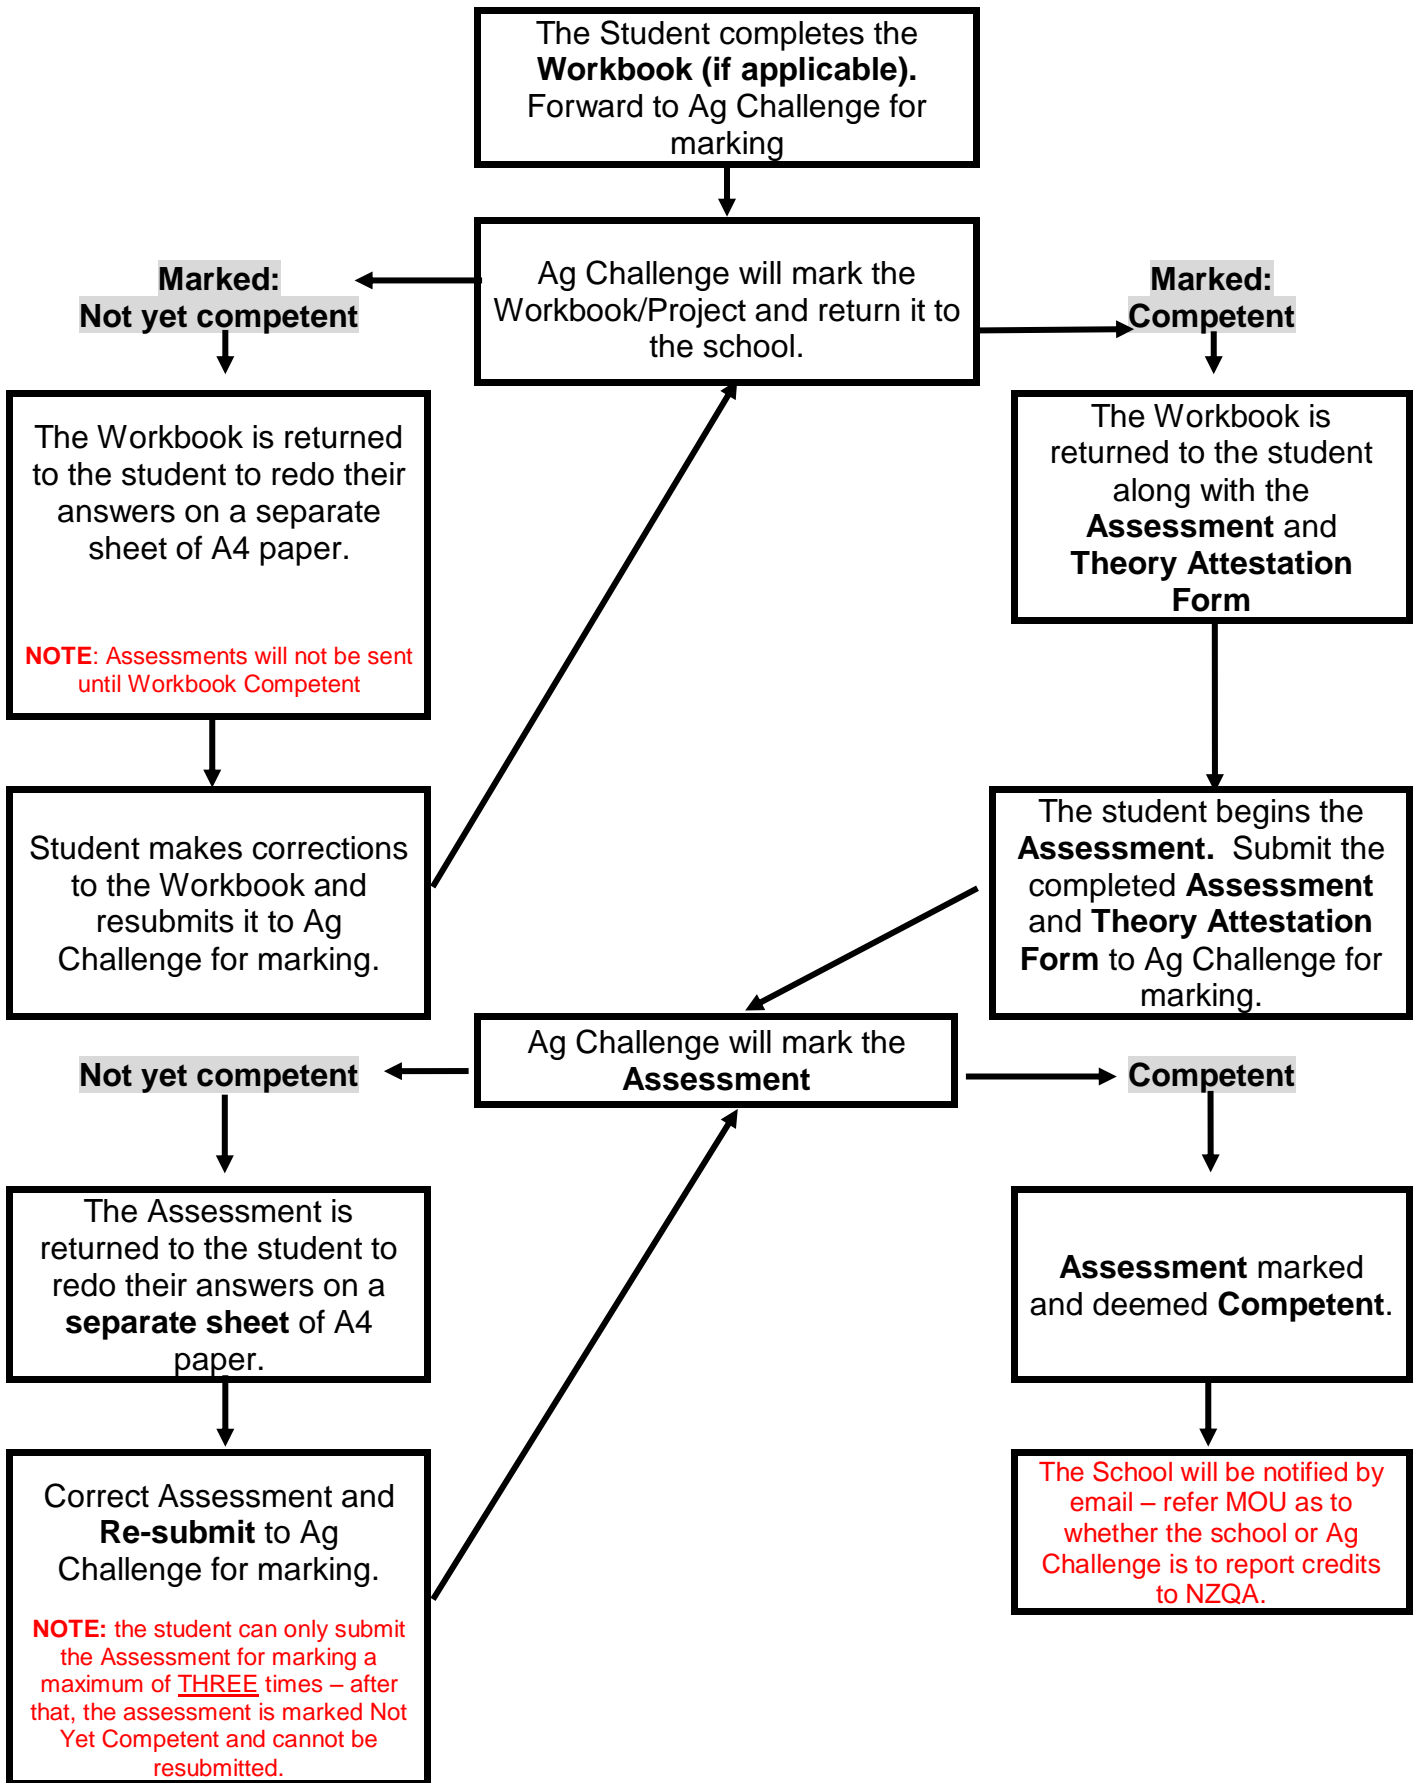 The Student completes the
Workbook (if applicable).
Forward to Ag Challenge for
marking
Marked:
Not yet competent
Ag Challenge will mark the
Workbook/Project and return it to
the school.
Marked:
Competent
The Workbook is returned
to the student to redo their
answers on a separate
sheet of A4 paper.
NOTE: Assessments will not be sent
until Workbook Competent
The Workbook is
returned to the student
along with the
Assessment and
Theory Attestation
Form
Student makes corrections
to the Workbook and
resubmits it to Ag
Challenge for marking.
The student begins the
Assessment.  Submit the
completed Assessment
and Theory Attestation
Form to Ag Challenge for
marking.
Not yet competent
Ag Challenge will mark the
Assessment
Competent
The Assessment is
returned to the student to
redo their answers on a
separate sheet of A4
paper.
Assessment marked
and deemed Competent.
Correct Assessment and
Re-submit to Ag
Challenge for marking.
NOTE: the student can only submit
the Assessment for marking a
maximum of THREE times – after
that, the assessment is marked Not
Yet Competent and cannot be
resubmitted.
The School will be notified by
email – refer MOU as to
whether the school or Ag
Challenge is to report credits
to NZQA.